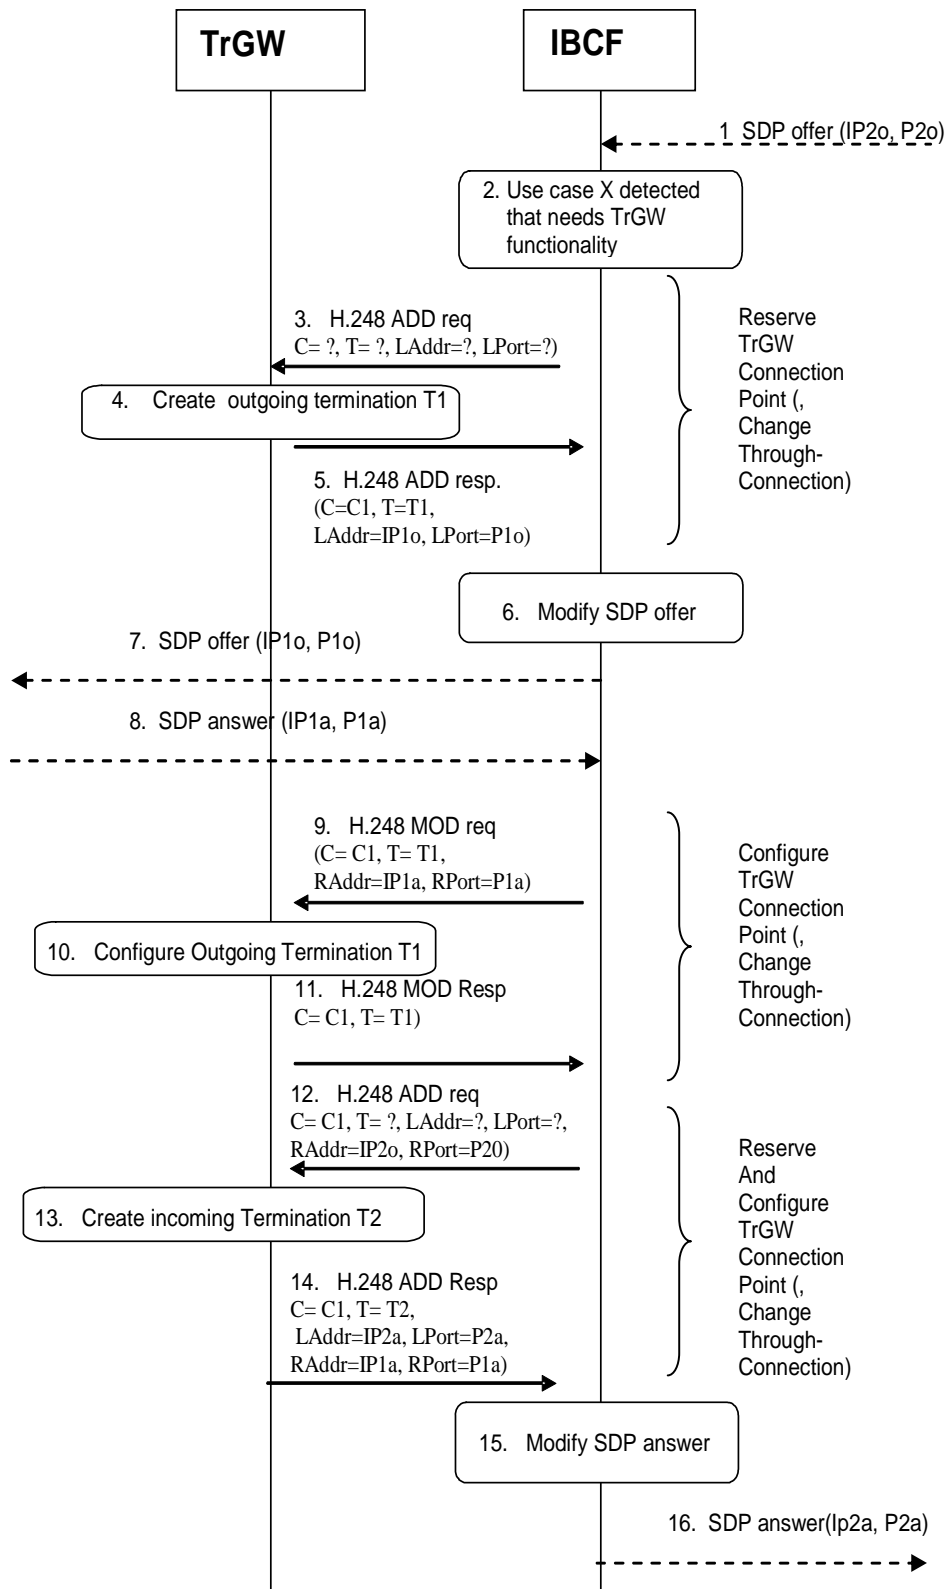 TrGW
IBCF
1 SDP offer (IP2o, P2o)
2. Use case X detected
that needs TrGW
functionality
3. H.248 ADD req
C= ?, T= ?, LAddr=?, LPort=?)
Reserve
TrGW
Connection
Point (,
Change
Through-
Connection)
4. Create outgoing termination T1
5. H.248 ADD resp.
(C=C1, T=T1,
LAddr=IP1o, LPort=P1o)
6. Modify SDP offer
7. SDP offer (IP1o, P1o)
8. SDP answer (IP1a, P1a)
9. H.248 MOD req
(C= C1, T= T1,
RAddr=IP1a, RPort=P1a)
Configure
TrGW
Connection
Point (,
Change
Through-
Connection)
10. Configure Outgoing Termination T1
11. H.248 MOD Resp
C= C1, T= T1)
12. H.248 ADD req
C= C1, T= ?, LAddr=?, LPort=?,
RAddr=IP2o, RPort=P20)
Reserve
And
Configure
TrGW
Connection
Point (,
Change
Through-
Connection)
13. Create incoming Termination T2
14. H.248 ADD Resp
C= C1, T= T2,
LAddr=IP2a, LPort=P2a,
RAddr=IP1a, RPort=P1a)
15. Modify SDP answer
16. SDP answer(Ip2a, P2a)